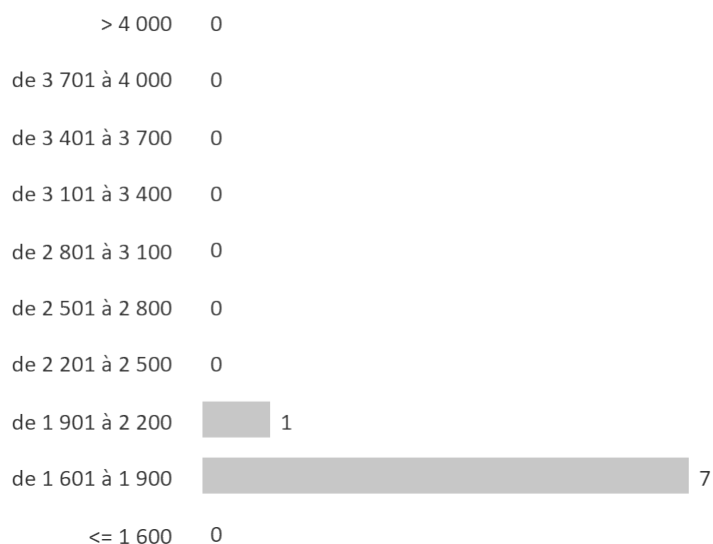 > 4 000 0
de 3 701 à 4 000 0
de 3 401 à 3 700 0
de 3 101 à 3 400 0
de 2 801 à 3 100 0
de 2 501 à 2 800 0
de 2 201 à 2 500 0
de 1 901 à 2 200 1
de 1 601 à 1 900 7
<= 1 600 0